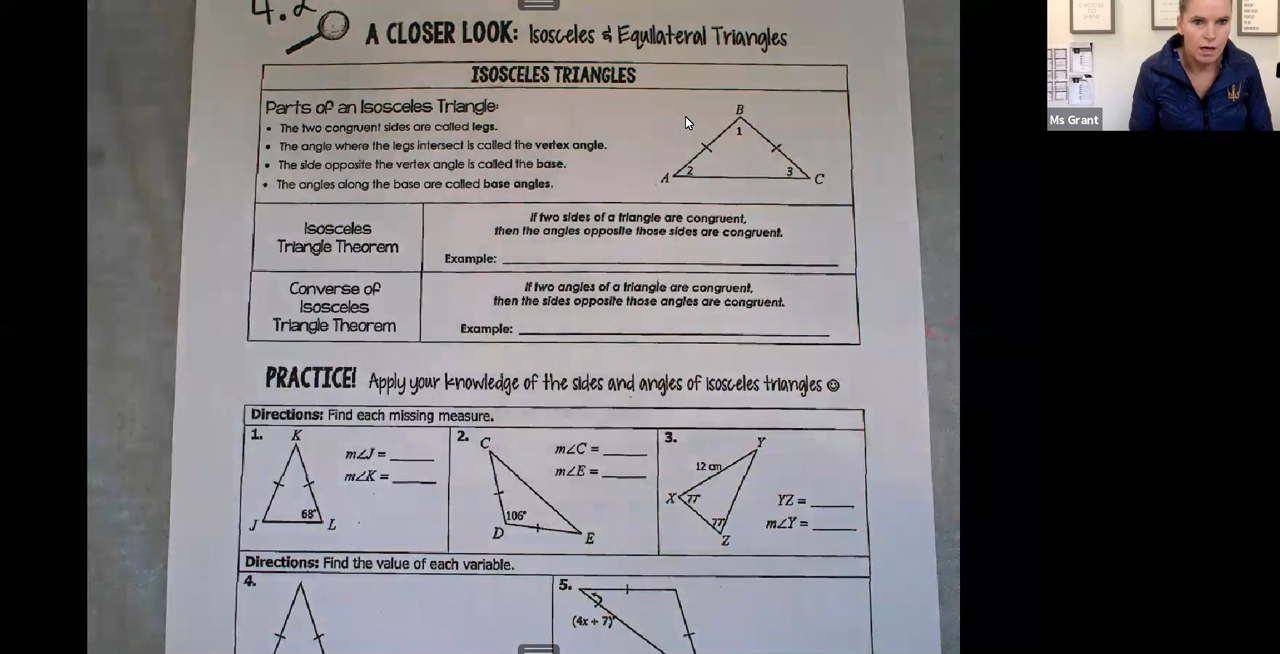 4.2
A CLOSER LOOK: Isosceles & Equilateral Triangles
ISOSCELES TRIANGLES
Parts of an Isosceles Triangle:
• The two congruent sides are called legs.
• The angle where the legs intersect is called the vertex angle.
• The side opposite the vertex angle is called the base.
• The angles along the base are called base angles.
B
1
A 2 3 C
Isosceles
Triangle Theorem
If two sides of a triangle are congruent,
then the angles opposite those sides are congruent.
Example:
Converse of
Isosceles
Triangle Theorem
If two angles of a triangle are congruent,
then the sides opposite those angles are congruent.
Example:
PRACTICE! Apply your knowledge of the sides and angles of isosceles triangles ☺
Directions: Find each missing measure.
1. K
m∠J =
m∠K =
68°
J L
2. C
m∠C =
m∠E =
106°
D E
3. Y
12 cm
X 77°
77°
Z
YZ =
m∠Y =
Directions: Find the value of each variable.
4.
5.
(4x + 7)°
CHOOSE
TO
SHINE
Ms Grant